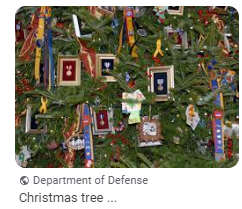 Department of Defense
Christmas tree ...